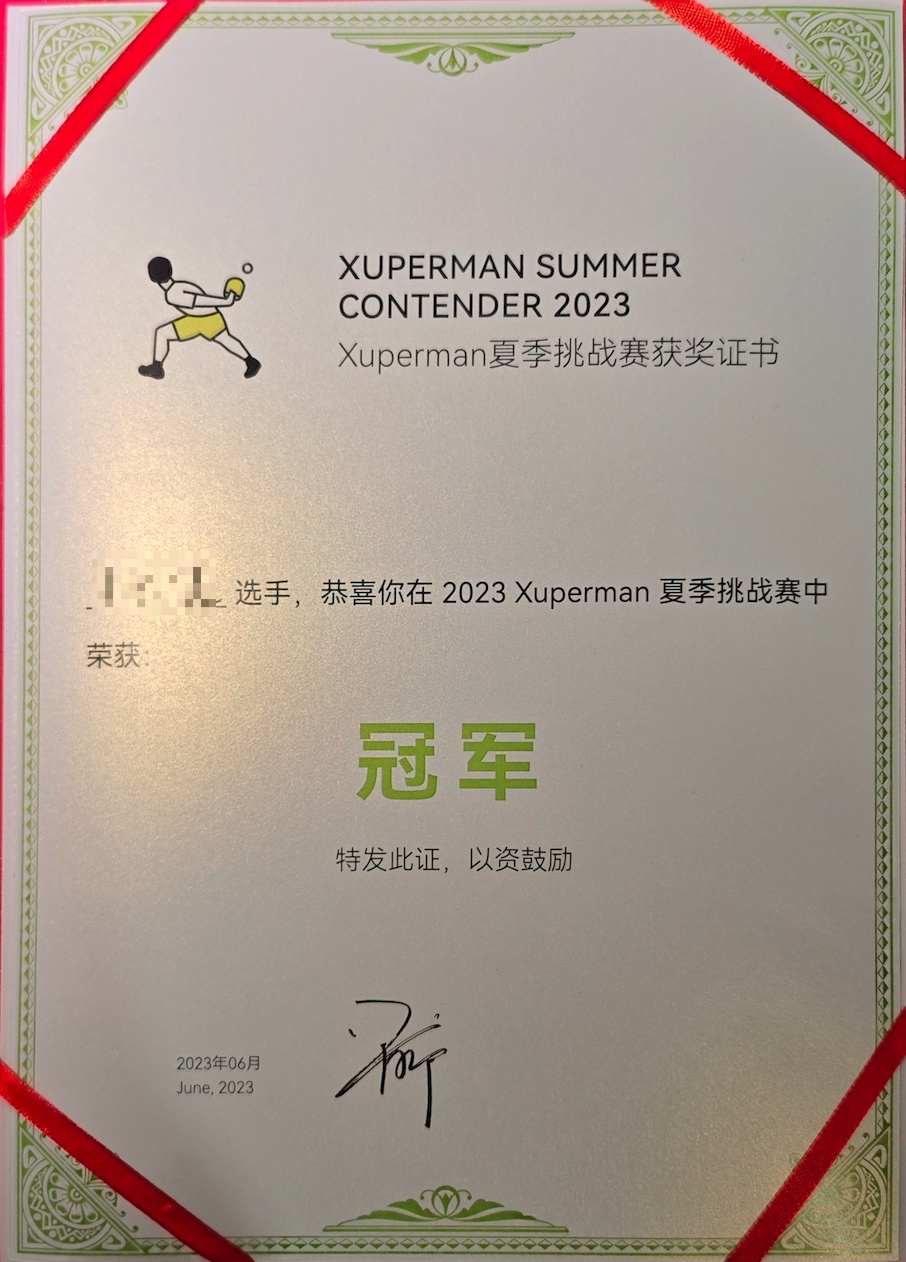 XUPERMAN SUMMER
CONTENDER 2023
Xuperman夏季挑战赛获奖证书
选手，恭喜你在 2023 Xuperman 夏季挑战赛中
荣获：
冠军
特发此证，以资鼓励
2023年06月
June, 2023